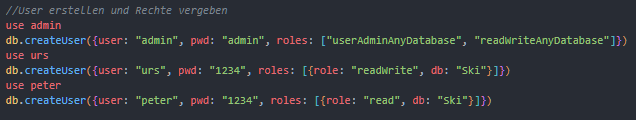 //User erstellen und Rechte vergeben
use admin
db.createUser({user: "admin", pwd: "admin", roles: ["userAdminAnyDatabase", "readWriteAnyDatabase"]})
use urs
db.createUser({user: "urs", pwd: "1234", roles: [{role: "readWrite", db: "Ski"}]})
use peter
db.createUser({user: "peter", pwd: "1234", roles: [{role: "read", db: "Ski"}]})